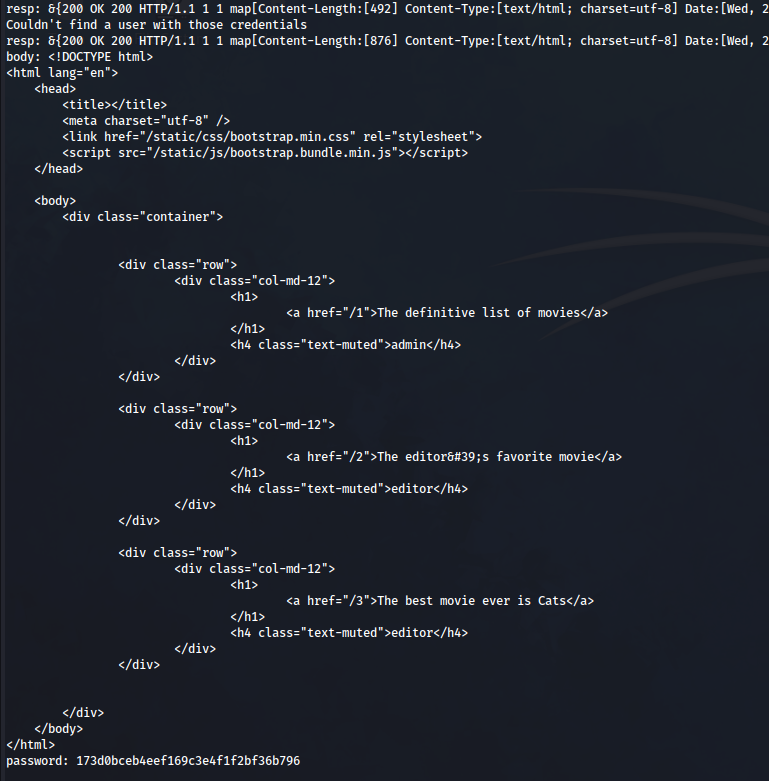 resp: &{200 OK 200 HTTP/1.1 1 1 map[Content-Length:[492] Content-Type:[text/html; charset=utf-8] Date:[Wed, 2
Couldn't find a user with those credentials
resp: &{200 OK 200 HTTP/1.1 1 1 map[Content-Length:[876] Content-Type:[text/html; charset=utf-8] Date:[Wed, 2
body: <!DOCTYPE html>
<html lang="en">
<head>
<title></title>
<meta charset="utf-8" />
<link href="/static/css/bootstrap.min.css" rel="stylesheet">
<script src="/static/js/bootstrap.bundle.min.js"></script>
</head>
<body>
<div class="container">
<div class="row">
<div class="col-md-12">
<h1>
<a href="/1">The definitive list of movies</a>
</h1>
<h4 class="text-muted">admin</h4>
</div>
</div>
<div class="row">
<div class="col-md-12">
<h1>
<a href="/2">The editor&#39;s favorite movie</a>
</h1>
<h4 class="text-muted">editor</h4>
</div>
</div>
<div class="row">
<div class="col-md-12">
<h1>
<a href="/3">The best movie ever is Cats</a>
</h1>
<h4 class="text-muted">editor</h4>
</div>
</div>
</div>
</body>
</html>
password: 173d0bceb4eef169c3e4f1f2bf36b796